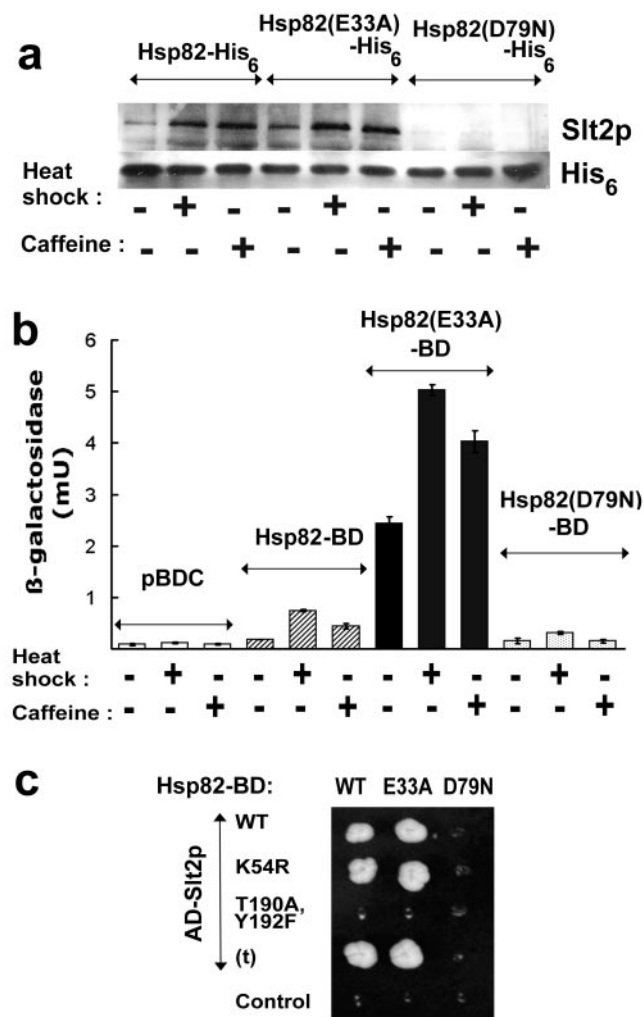 a
Hsp82-His6
Hsp82(E33A)
-His6
Hsp82(D79N)
-His6
Slt2p
His6
Heat
shock : - + - - + - - + -
Caffeine : - - + - - + - - +
b
ß-galactosidase
(mU)
6
5
4
3
2
1
pBDC
Hsp82-BD
Hsp82(E33A)
-BD
Hsp82(D79N)
-BD
Heat
shock : - + - - + - - + - - + -
Caffeine : - - + - - + - - + - - +
c
Hsp82-BD: WT E33A D79N
AD-Slt2p
WT
K54R
T190A,
Y192F
(t)
Control